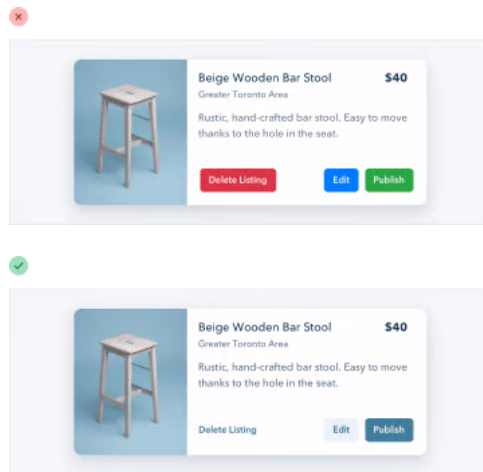 Beige Wooden Bar Stool $40
Greater Toronto Area
Rustic, hand-crafted bar stool. Easy to move
thanks to the hole in the seat.
Delete Listing Edit Publish
Beige Wooden Bar Stool $40
Greater Toronto Area
Rustic, hand-crafted bar stool. Easy to move
thanks to the hole in the seat.
Delete Listing Edit Publish